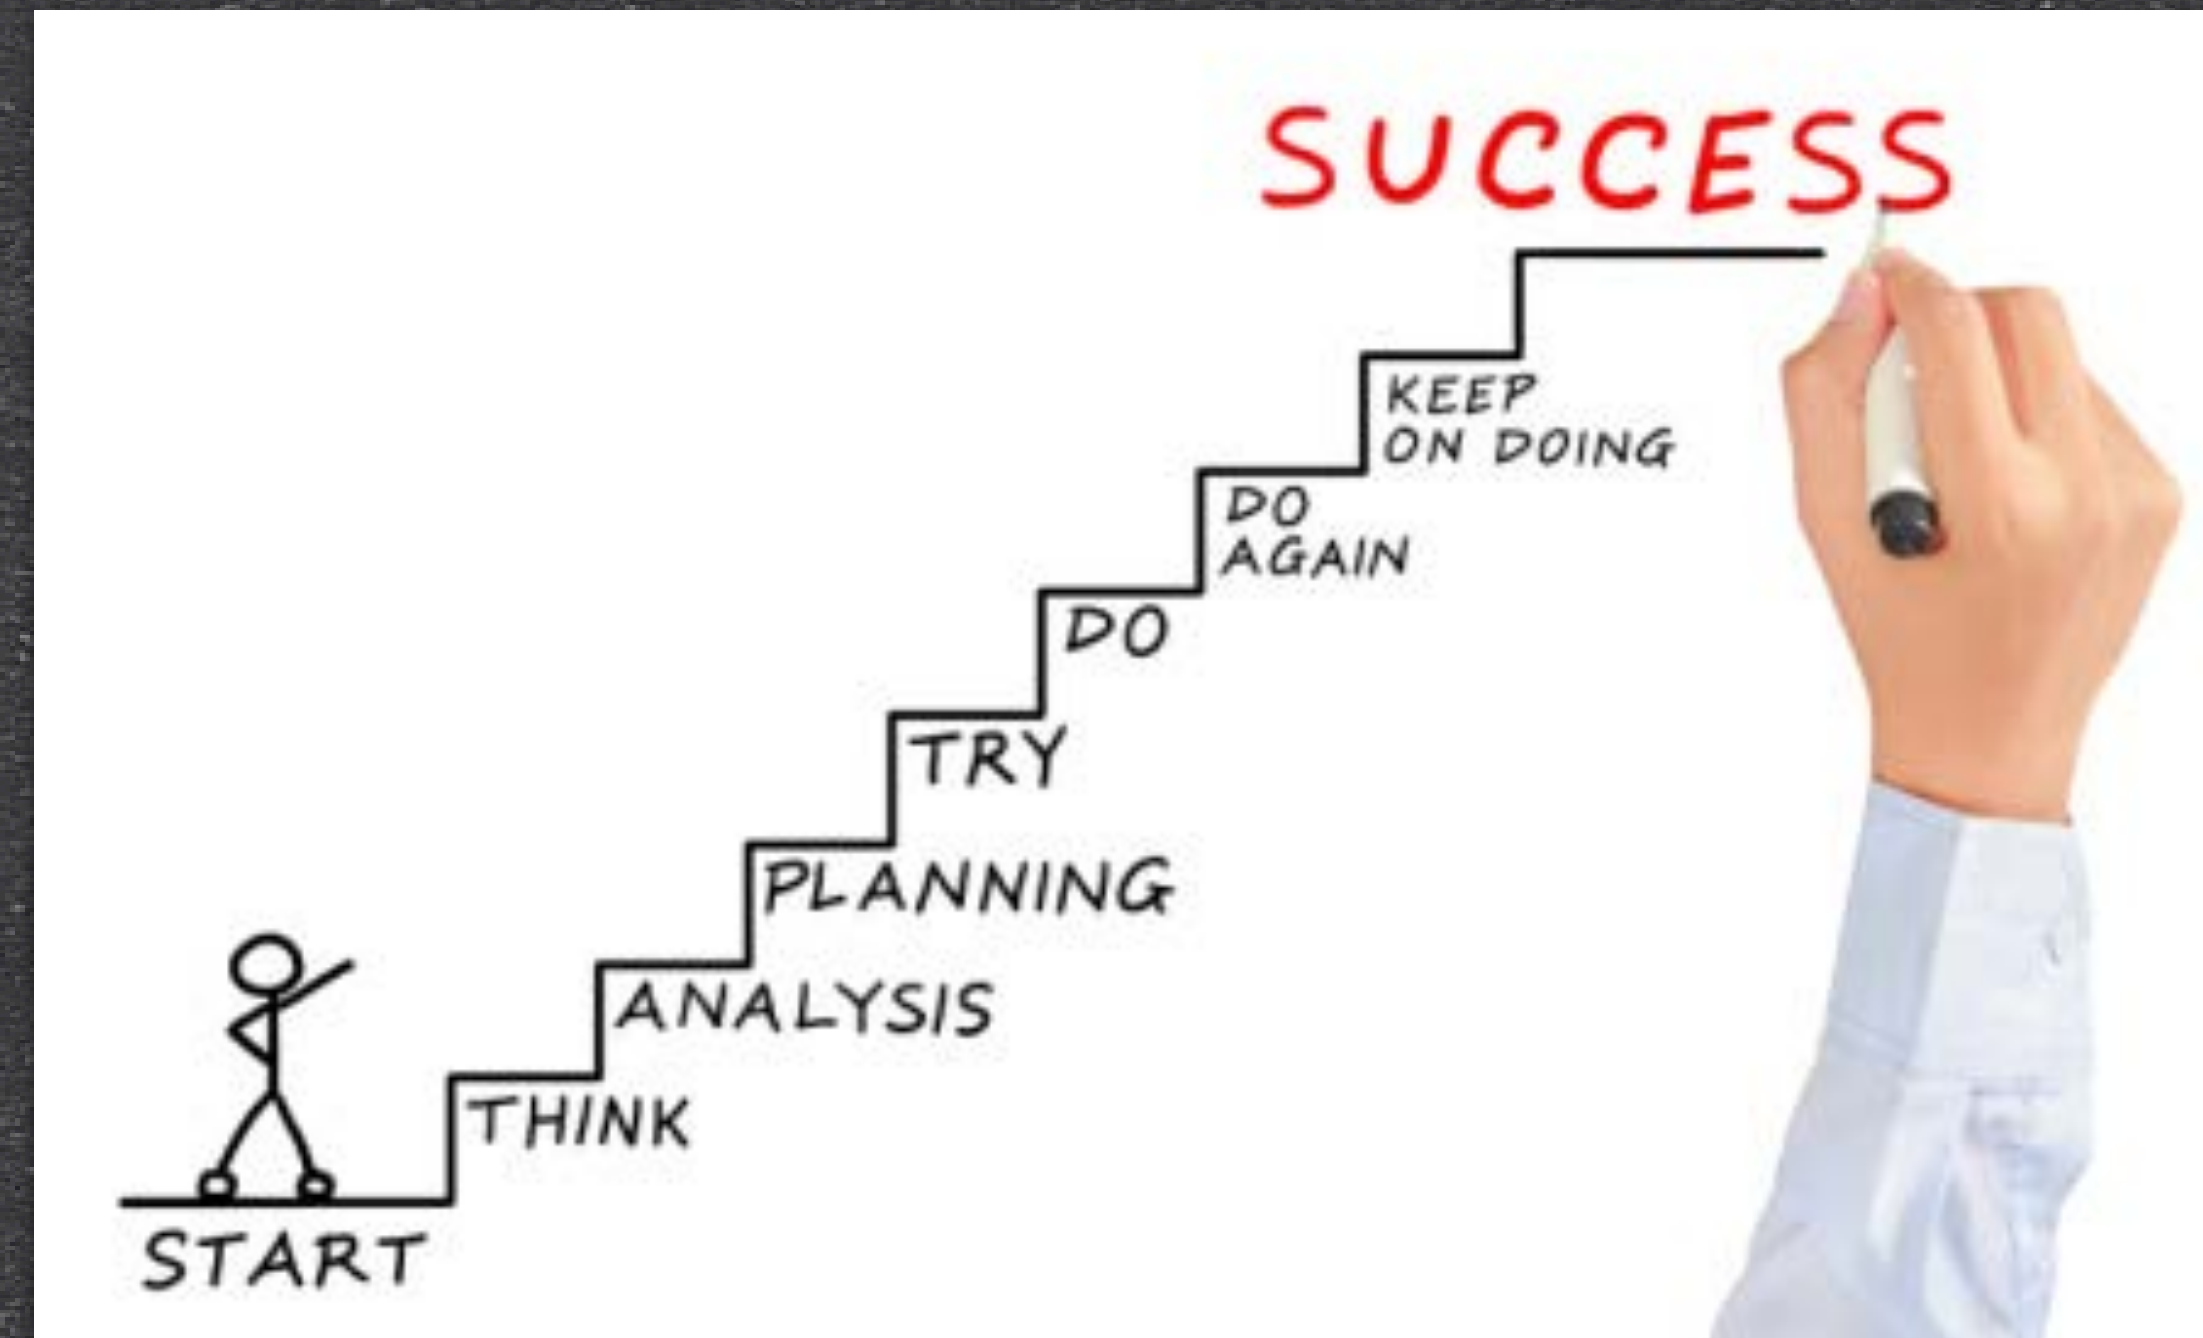 SUCCESS
KEEP
ON DOING
DO
AGAIN
DO
TRY
PLANNING
ANALYSIS
THINK
START